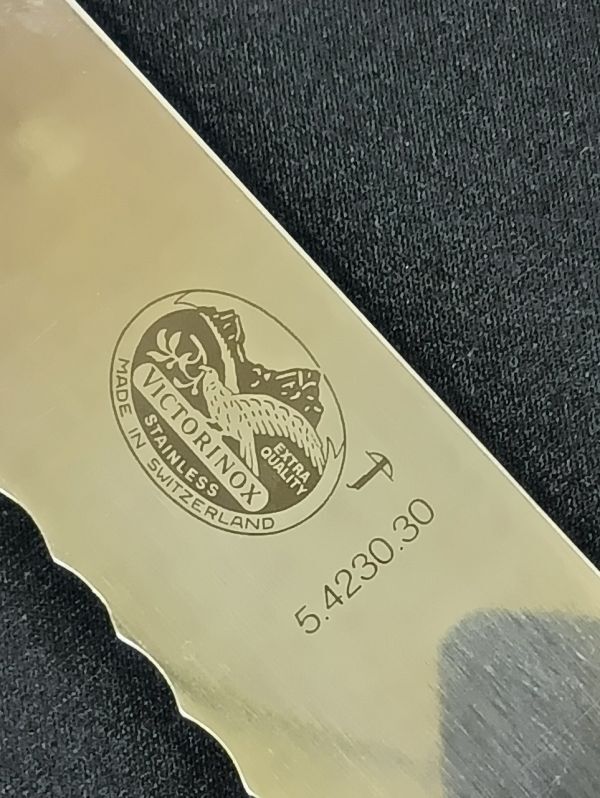 VICTORINOX
STAINLESS
EXTRA
QUALITY
MADE IN SWITZERLAND
5.4230.30